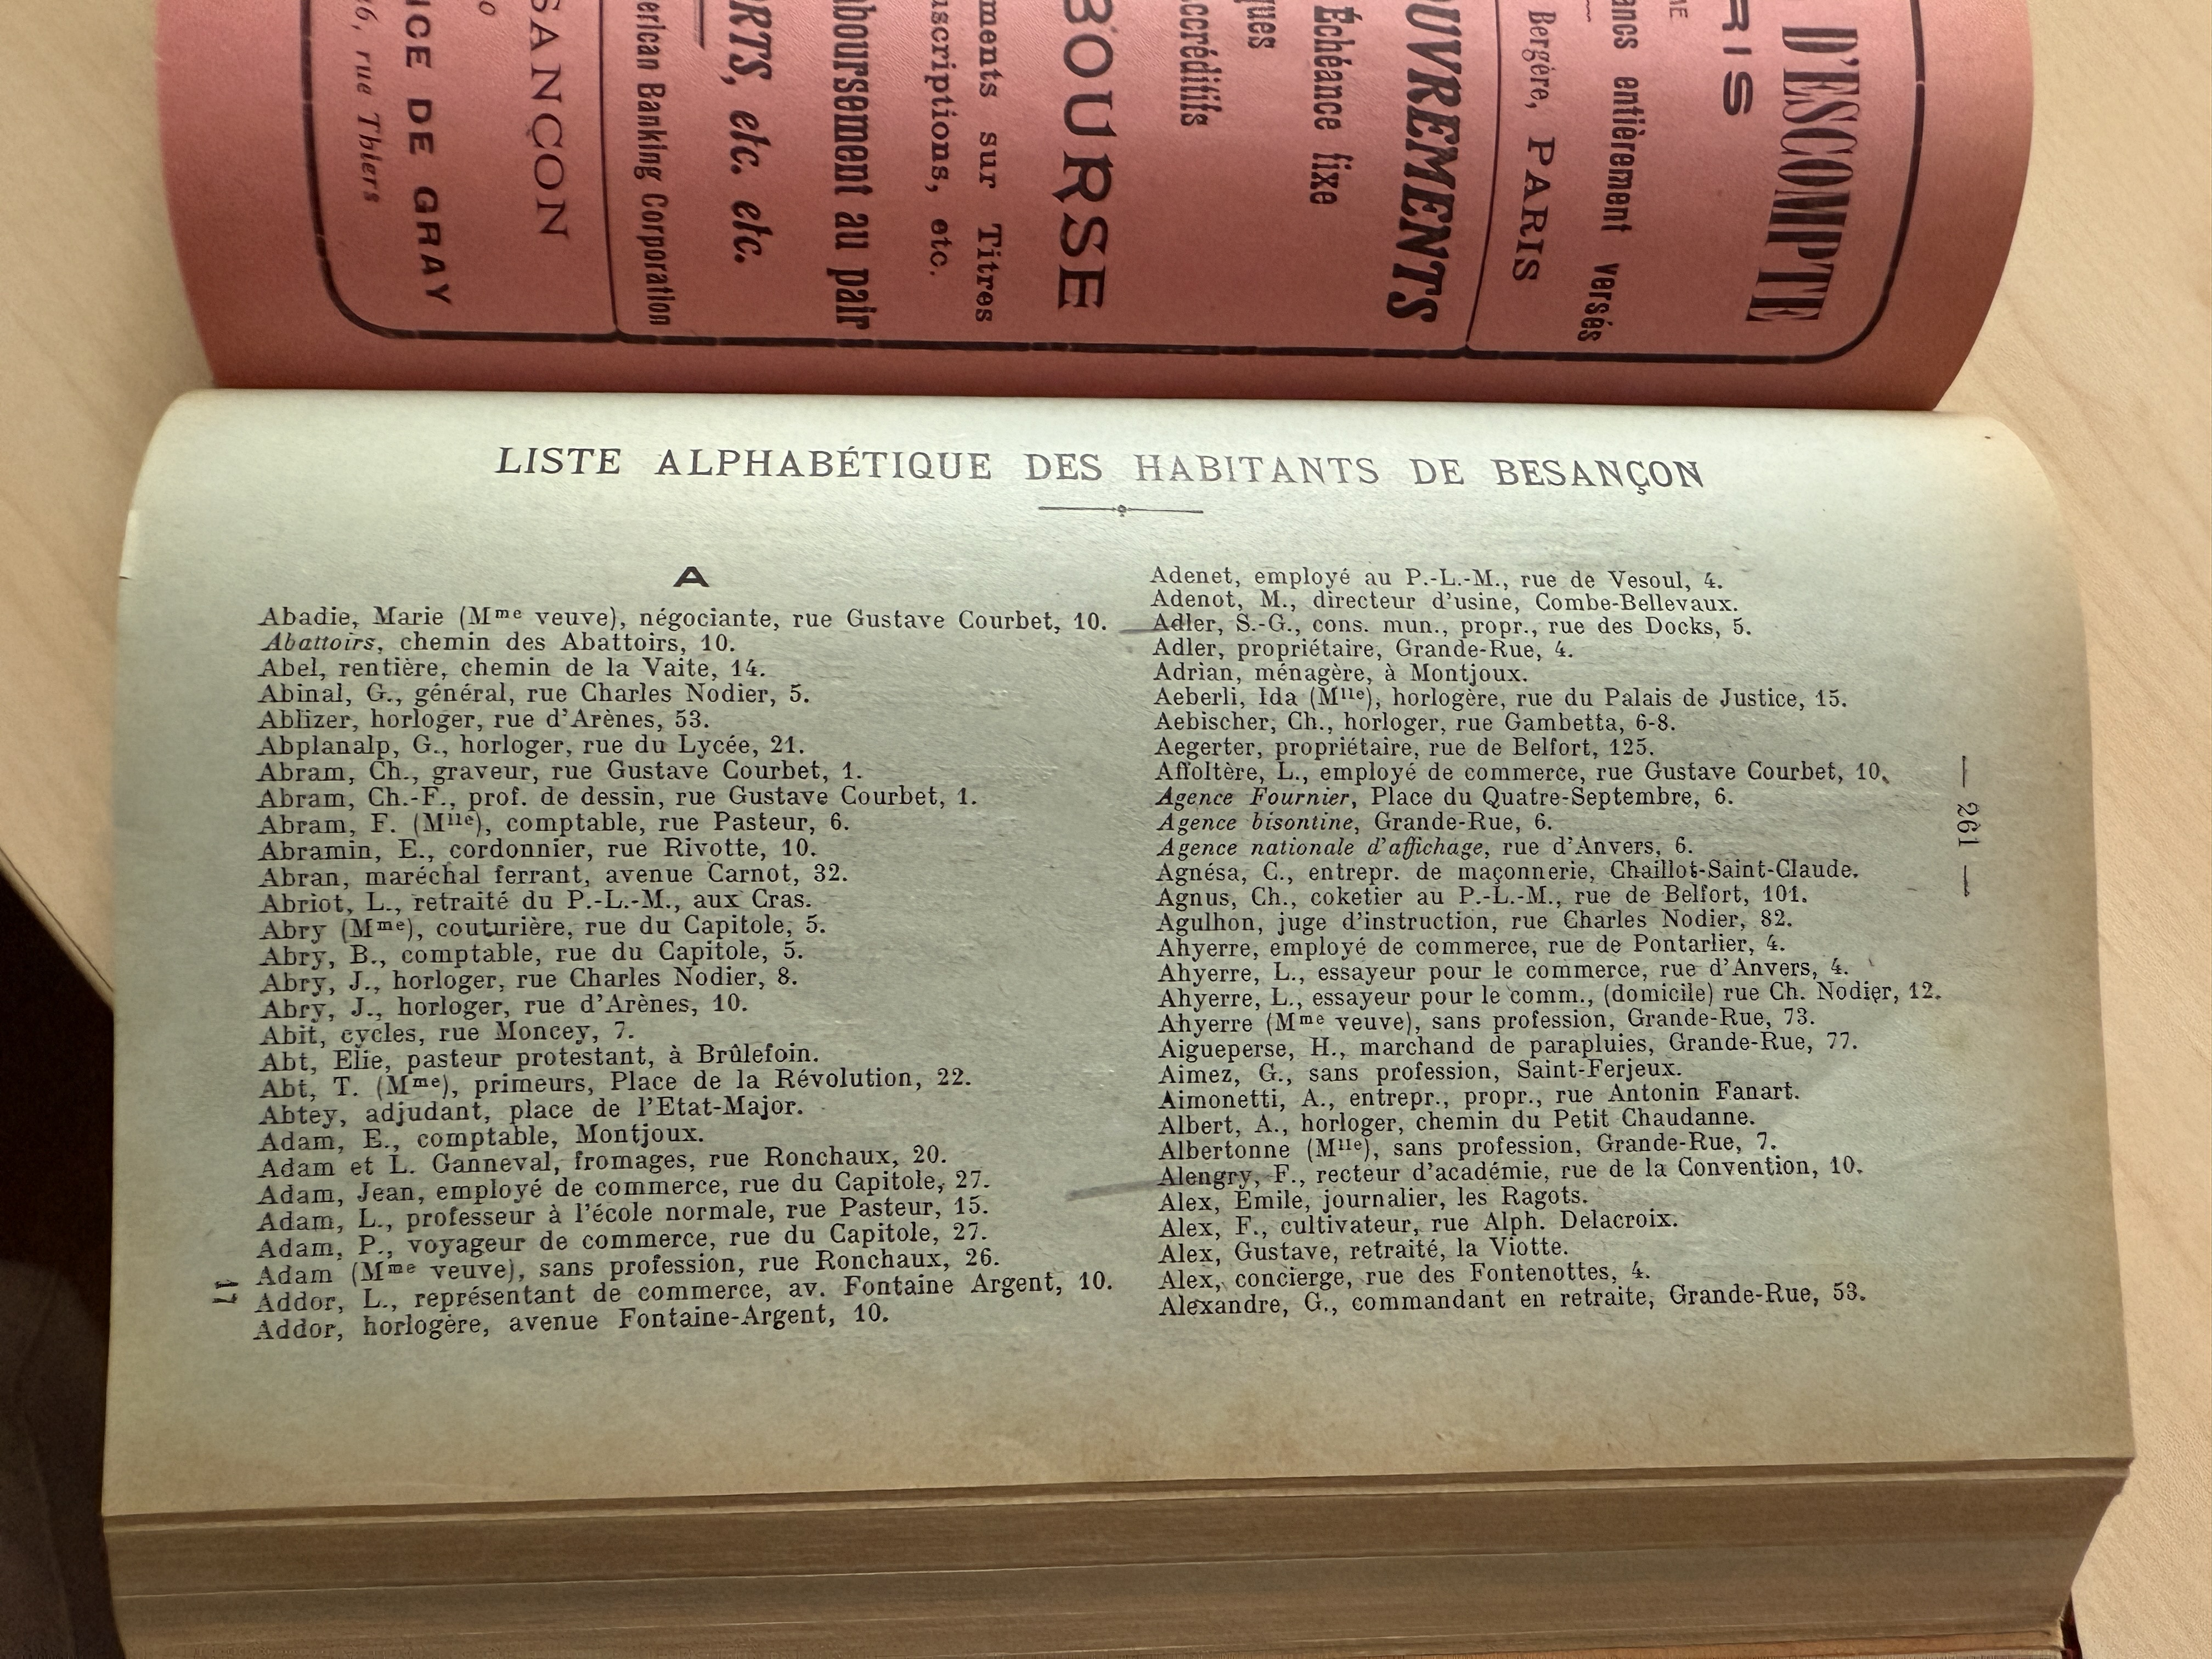 — 261 —
LISTE ALPHABÉTIQUE DES HABITANTS DE BESANÇON
A
Abadie, Marie (Mme veuve), négociante, rue Gustave Courbet, 10.
Abattoirs, chemin des Abattoirs, 10.
Abel, rentière, chemin de la Vaite, 14.
Abinal, G., général, rue Charles Nodier, 5.
Ablizer, horloger, rue d'Arènes, 53.
Abplanalp, G., horloger, rue du Lycée, 21.
Abram, Ch., graveur, rue Gustave Courbet, 1.
Abram, Ch.-F., prof. de dessin, rue Gustave Courbet, 1.
Abram, F. (Mlle), comptable, rue Pasteur, 6.
Abramin, E., cordonnier, rue Rivotte, 10.
Abran, maréchal ferrant, avenue Carnot, 32.
Abriot, L., retraité du P.-L.-M., aux Cras.
Abry (Mme), couturière, rue du Capitole, 5.
Abry, B., comptable, rue du Capitole, 5.
Abry, J., horloger, rue Charles Nodier, 8.
Abry, J., horloger, rue d'Arènes, 10.
Abit, cycles, rue Moncey, 7.
Abt, Elie, pasteur protestant, à Brûlefoin.
Abt, T. (Mme), primeurs, Place de la Révolution, 22.
Abtey, adjudant, place de l'Etat-Major.
Adam, E., comptable, Montjoux.
Adam et L. Ganneval, fromages, rue Ronchaux, 20.
Adam, Jean, employé de commerce, rue du Capitole, 27.
Adam, L., professeur à l'école normale, rue Pasteur, 15.
Adam, P., voyageur de commerce, rue du Capitole, 27.
Adam (Mme veuve), sans profession, rue Ronchaux, 26.
Addor, L., représentant de commerce, av. Fontaine Argent, 10.
Addor, horlogère, avenue Fontaine-Argent, 10.
17
Adenet, employé au P.-L.-M., rue de Vesoul, 4.
Adenot, M., directeur d'usine, Combe-Bellevaux.
Adler, S.-G., cons. mun., propr., rue des Docks, 5.
Adler, propriétaire, Grande-Rue, 4.
Adrian, ménagère, à Montjoux.
Aeberli, Ida (Mlle), horlogère, rue du Palais de Justice, 15.
Aebischer, Ch., horloger, rue Gambetta, 6-8.
Aegerter, propriétaire, rue de Belfort, 125.
Affoltère, L., employé de commerce, rue Gustave Courbet, 10.
Agence Fournier, Place du Quatre-Septembre, 6.
Agence bisontine, Grande-Rue, 6.
Agence nationale d'affichage, rue d'Anvers, 6.
Agnésa, C., entrepr. de maçonnerie, Chaillot-Saint-Claude.
Agnus, Ch., coketier au P.-L.-M., rue de Belfort, 101.
Agulhon, juge d'instruction, rue Charles Nodier, 82.
Ahyerre, employé de commerce, rue de Pontarlier, 4.
Ahyerre, L., essayeur pour le commerce, rue d'Anvers, 4.
Ahyerre, L., essayeur pour le comm., (domicile) rue Ch. Nodier, 12.
Ahyerre (Mme veuve), sans profession, Grande-Rue, 73.
Aigueperse, H., marchand de parapluies, Grande-Rue, 77.
Aimez, G., sans profession, Saint-Ferjeux.
Aimonetti, A., entrepr., propr., rue Antonin Fanart.
Albert, A., horloger, chemin du Petit Chaudanne.
Albertonne (Mlle), sans profession, Grande-Rue, 7.
Alengry, F., recteur d'académie, rue de la Convention, 10.
Alex, Emile, journalier, les Ragots.
Alex, F., cultivateur, rue Alph. Delacroix.
Alex, Gustave, retraité, la Viotte.
Alex, concierge, rue des Fontenottes, 4.
Alexandre, G., commandant en retraite, Grande-Rue, 53.
D'ESCOMPTE
RIS
ncs entièrement versés
Bergère, PARIS
UVREMENTS
Echéance fixe
ques
ccréditifs
BOURSE
ments sur Titres
uscriptions, etc.
boursement au pair
RTS, etc. etc.
erican Banking Corporation
SANÇON
NCE DE GRAY
6, rue Thiers